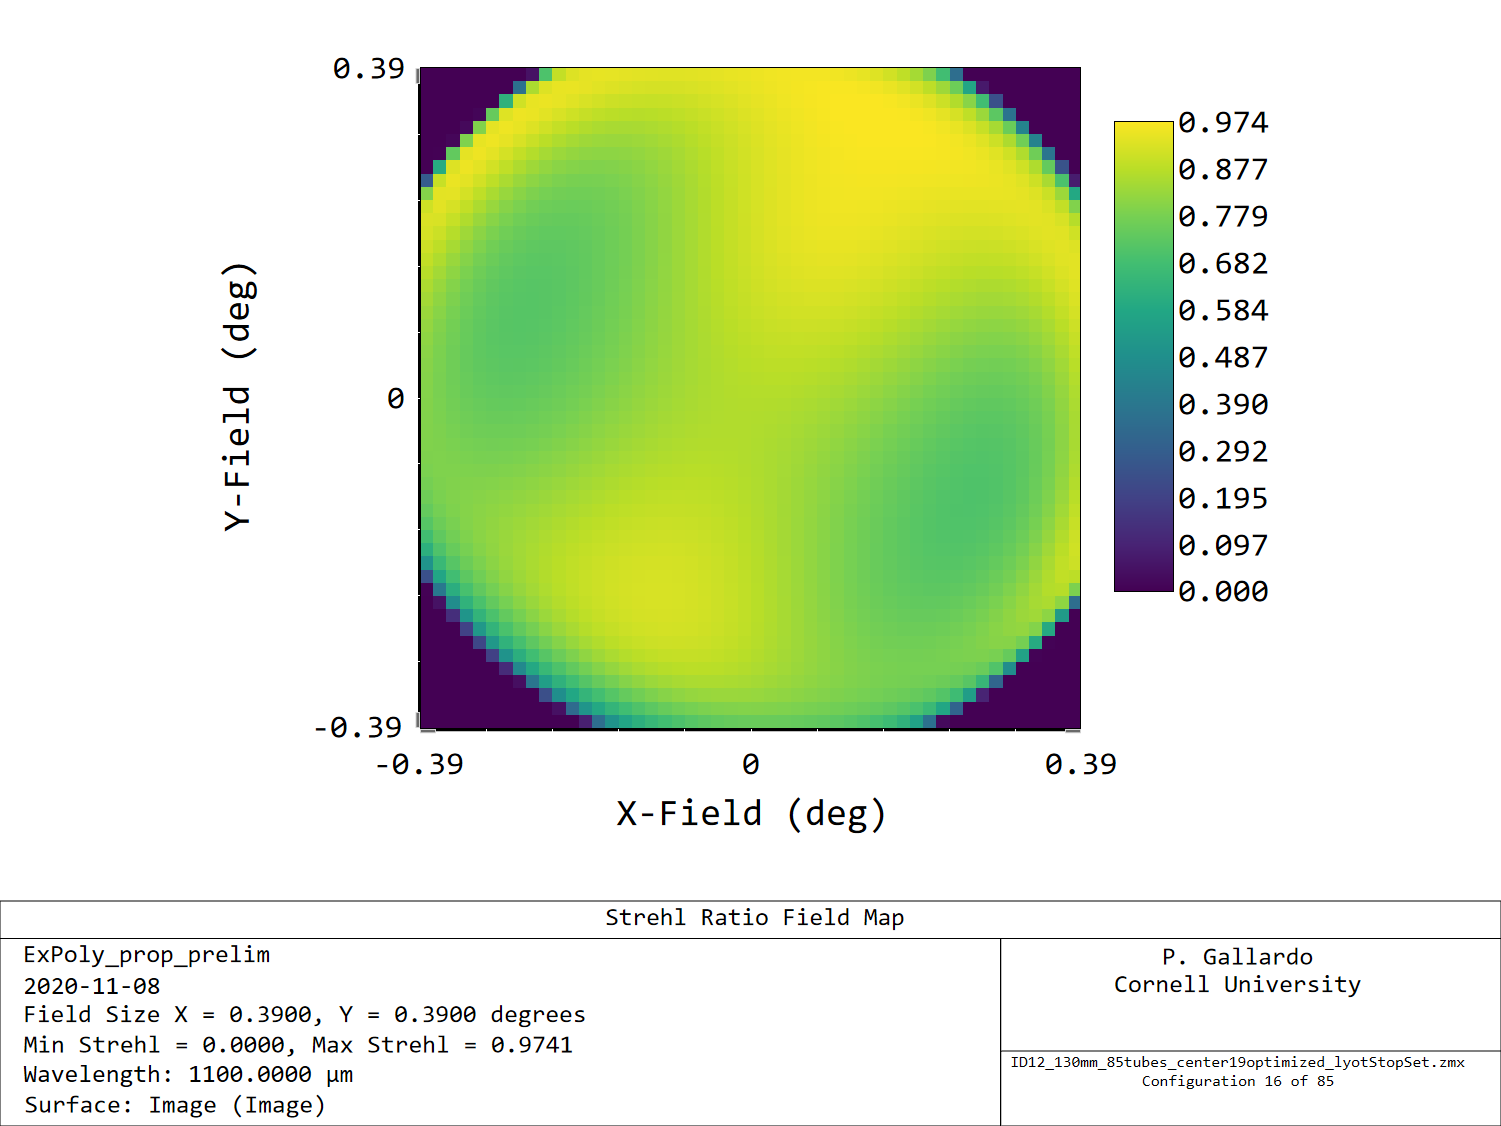 0.39
0
-0.39
Y-Field (deg)
-0.39
0
0.39
X-Field (deg)
0.974
0.877
0.779
0.682
0.584
0.487
0.390
0.292
0.195
0.097
0.000
Strehl Ratio Field Map
ExPoly_prop_prelim
2020-11-08
Field Size X = 0.3900, Y = 0.3900 degrees
Min Strehl = 0.0000, Max Strehl = 0.9741
Wavelength: 1100.0000 µm
Surface: Image (Image)
P. Gallardo
Cornell University
ID12_130mm_85tubes_center19optimized_lyotStopSet.zmx
Configuration 16 of 85